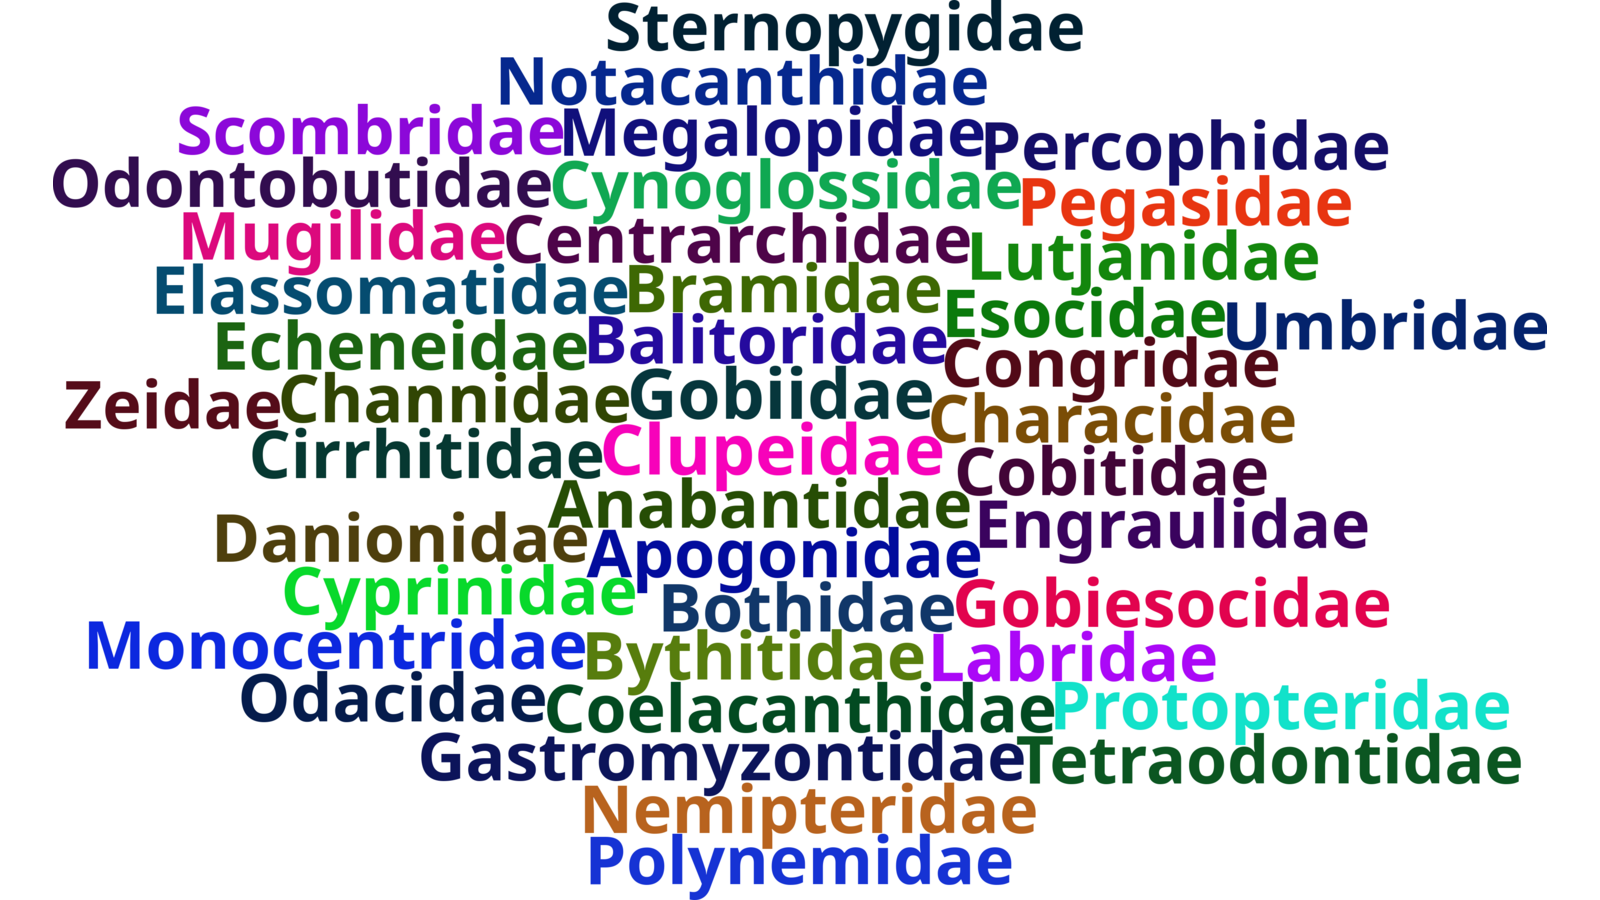 Sternopygidae
Notacanthidae
Scombridae Megalopidae Percophidae
Odontobutidae Cynoglossidae Pegasidae
Mugilidae Centrarchidae Lutjanidae
Elassomatidae Bramidae Esocidae Umbridae
Echeneidae Balitoridae Congridae
Zeidae Channidae Gobiidae Characidae
Cirrhitidae Clupeidae Cobitidae
Anabantidae Engraulidae
Danionidae Apogonidae
Cyprinidae Bothidae Gobiesocidae
Monocentridae Bythitidae Labridae
Odacidae Coelacanthidae Protopteridae
Gastromyzontidae Tetraodontidae
Nemipteridae
Polynemidae